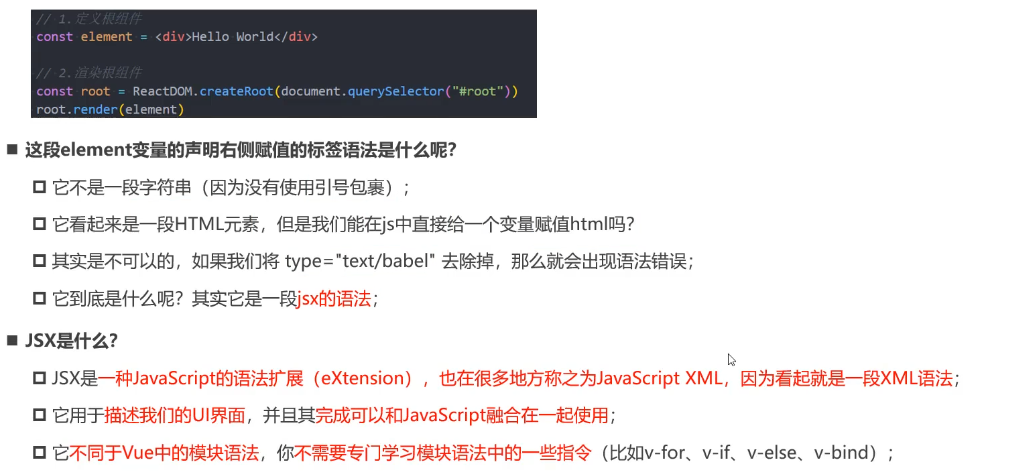 // 1.定义根组件
const element = <div>Hello World</div>
// 2.渲染根组件
const root = ReactDOM.createRoot(document.querySelector("#root"))
root.render(element)
这段element变量的声明右侧赋值的标签语法是什么呢?
它不是一段字符串（因为没有使用引号包裹）;
它看起来是一段HTML元素，但是我们能在js中直接给一个变量赋值html吗?
其实是不可以的，如果我们将 type="text/babel" 去除掉，那么就会出现语法错误;
它到底是什么呢? 其实它是一段jsx的语法;
JSX是什么?
JSX是一种JavaScript的语法扩展（eXtension），也在很多地方称之为JavaScript XML，因为看起就是一段XML语法;
它用于描述我们的UI界面，并且其完成可以和JavaScript融合在一起使用;
它不同于Vue中的模块语法，你不需要专门学习模块语法中的一些指令（比如v-for、v-if、v-else、v-bind）;